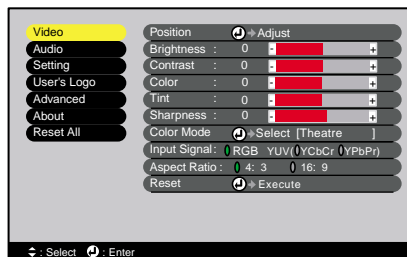 Video
Audio
Setting
User's Logo
Advanced
About
Reset All
Position Adjust
Brightness : 0 - +
Contrast : 0 - +
Color : 0 - +
Tint : 0 - +
Sharpness : 0 - +
Color Mode Select [Theatre ]
Input Signal: RGB YUV( YCbCr YPbPr)
Aspect Ratio : 4: 3 16: 9
Reset Execute
: Select : Enter